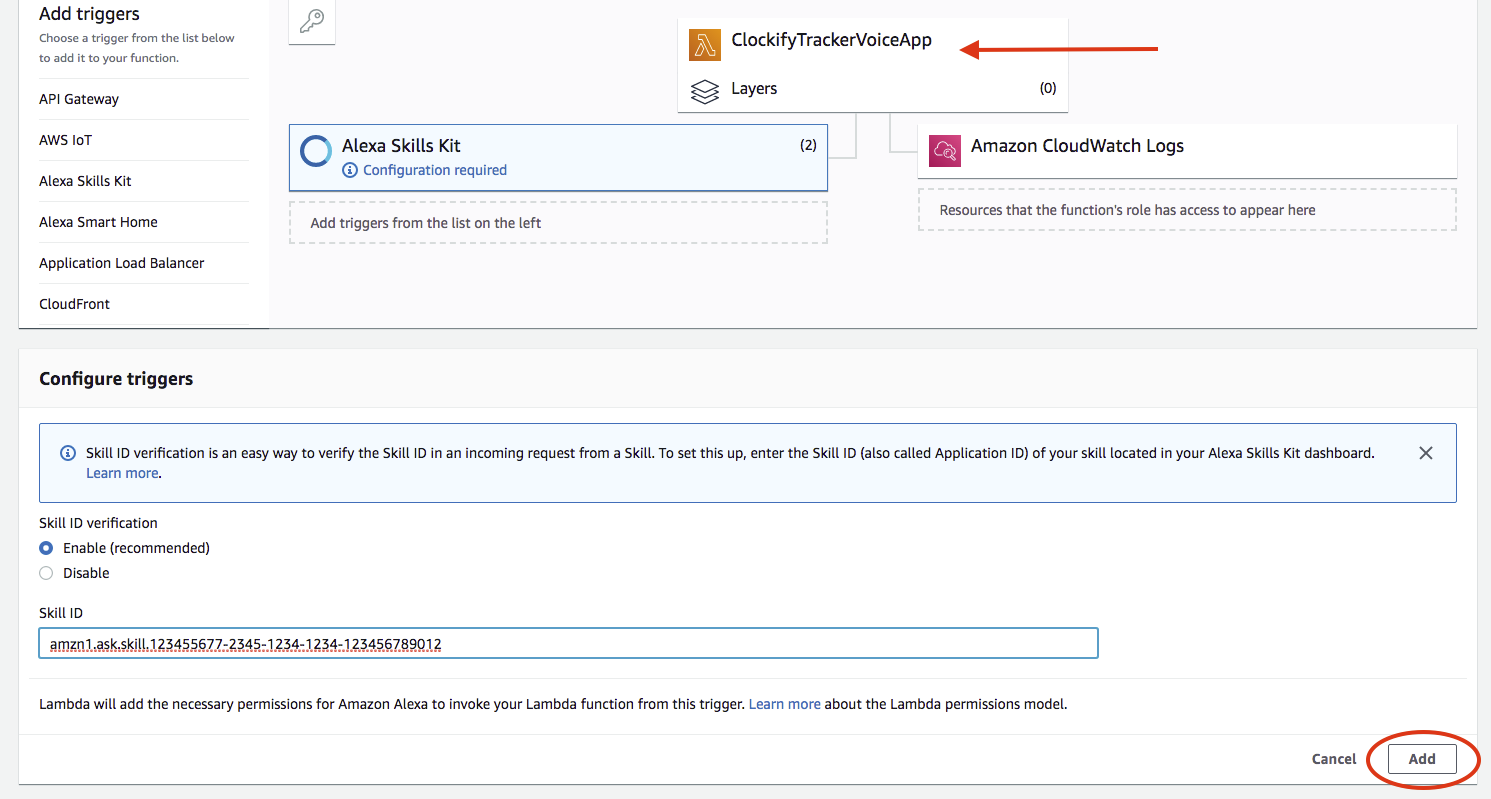 Add triggers
Choose a trigger from the list below
to add it to your function.
API Gateway
AWS IoT
Alexa Skills Kit
Alexa Smart Home
Application Load Balancer
CloudFront
ClockifyTrackerVoiceApp
Layers
(0)
Alexa Skills Kit
(2)
Configuration required
Add triggers from the list on the left
Amazon CloudWatch Logs
Resources that the function's role has access to appear here
Configure triggers
Skill ID verification is an easy way to verify the Skill ID in an incoming request from a Skill. To set this up, enter the Skill ID (also called Application ID) of your skill located in your Alexa Skills Kit dashboard.
Learn more.
Skill ID verification
Enable (recommended)
Disable
Skill ID
amzn1.ask.skill.123455677-2345-1234-1234-123456789012
Lambda will add the necessary permissions for Amazon Alexa to invoke your Lambda function from this trigger. Learn more about the Lambda permissions model.
Cancel
Add